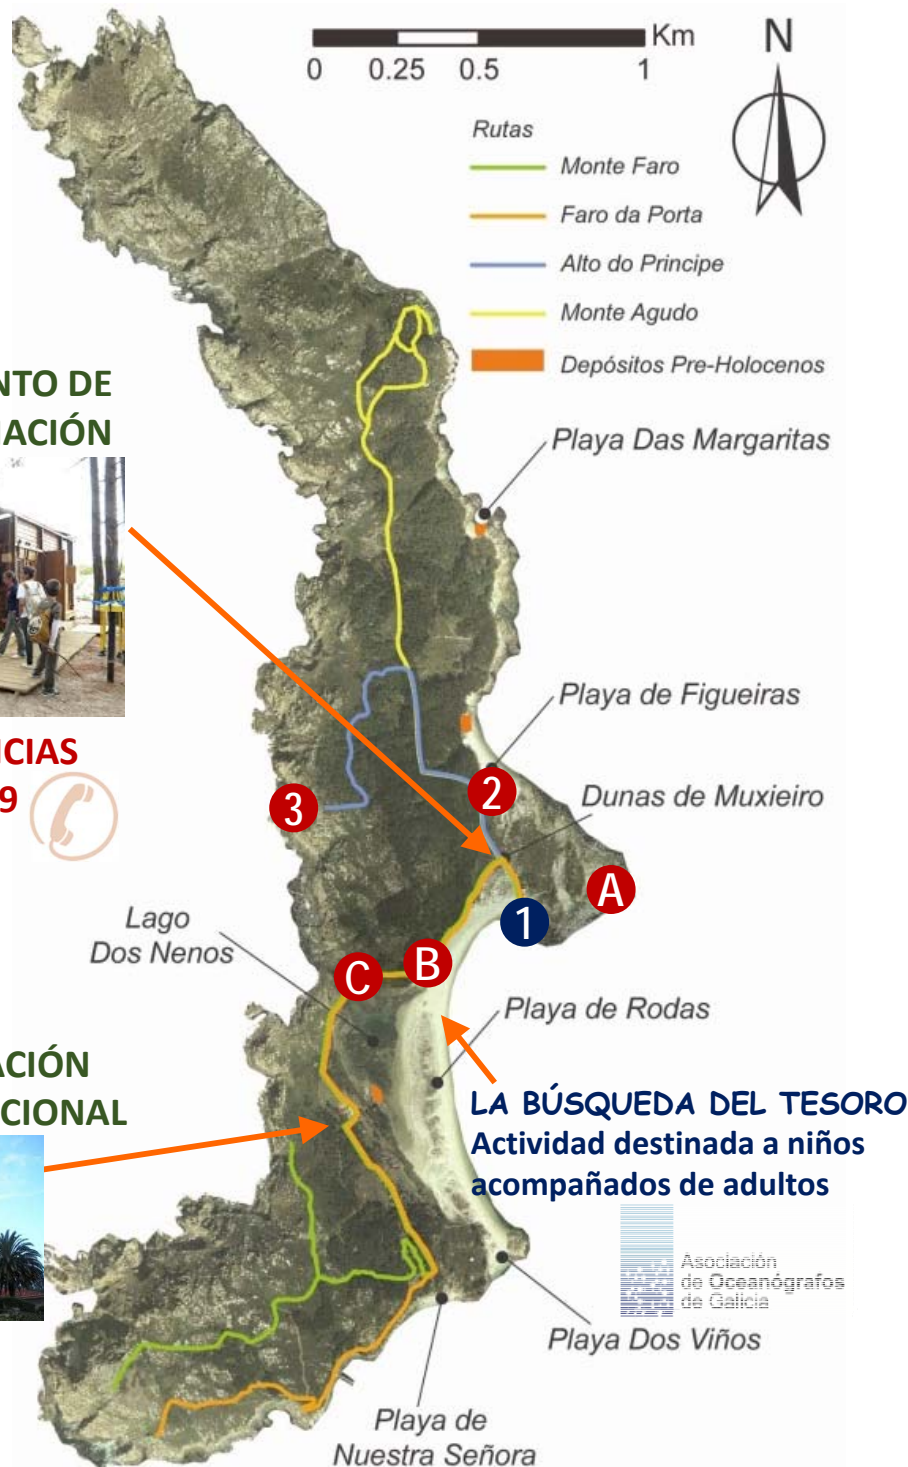 Km
0 0.25 0.5 1
N
Rutas
Monte Faro
Faro da Porta
Alto do Principe
Monte Agudo
Depósitos Pre-Holocenos
NTO DE
IACIÓN
Playa Das Margaritas
Playa de Figueiras
NCIAS
9
3
2
Dunas de Muxieiro
A
1
Lago
Dos Nenos
C
B
Playa de Rodas
ACIÓN
CIONAL
LA BÚSQUEDA DEL TESORO
Actividad destinada a niños
acompañados de adultos
Asociación
de Oceanógrafos
de Galicia
Playa Dos Viños
Playa de
Nuestra Señora